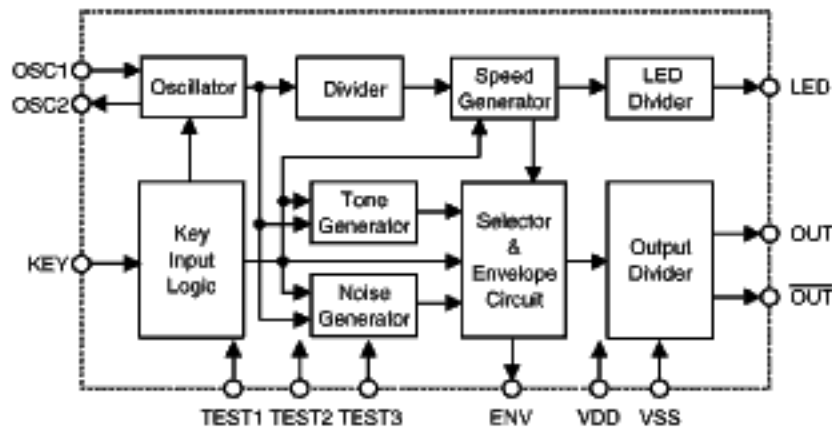 OSC1
OSC2
Oscillator
Divider
Speed
Generator
LED
Divider
LED
KEY
Key
Input
Logic
Tone
Generator
Noise
Generator
Selector
&
Envelope
Circuit
Output
Divider
OUT
OUT
TEST1 TEST2 TEST3 ENV VDD VSS